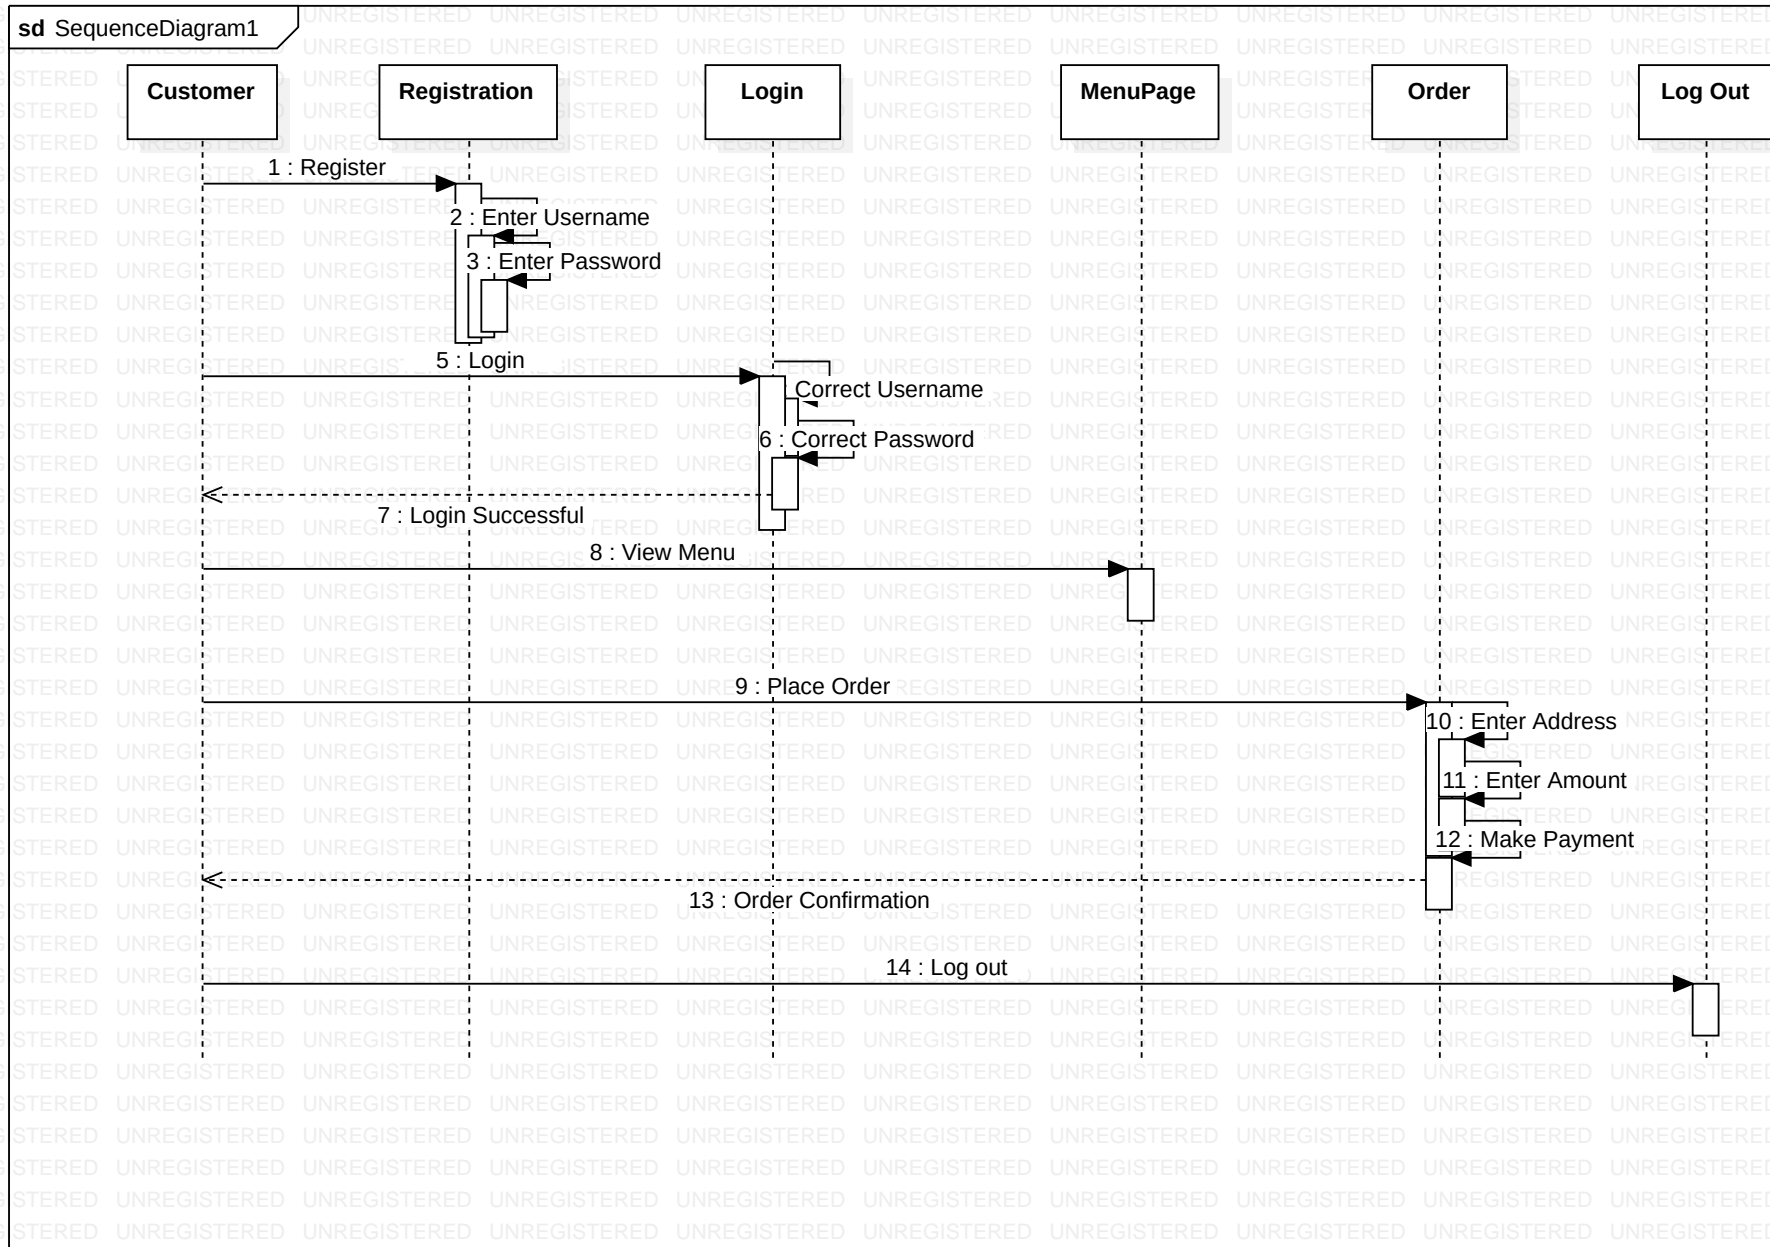 sd SequenceDiagram1
Customer
Registration
Login
MenuPage
Order
Log Out
1 : Register
2 : Enter Username
3 : Enter Password
5 : Login
Correct Username
6 : Correct Password
7 : Login Successful
8 : View Menu
9 : Place Order
10 : Enter Address
11 : Enter Amount
12 : Make Payment
13 : Order Confirmation
14 : Log out
UNREGISTERED